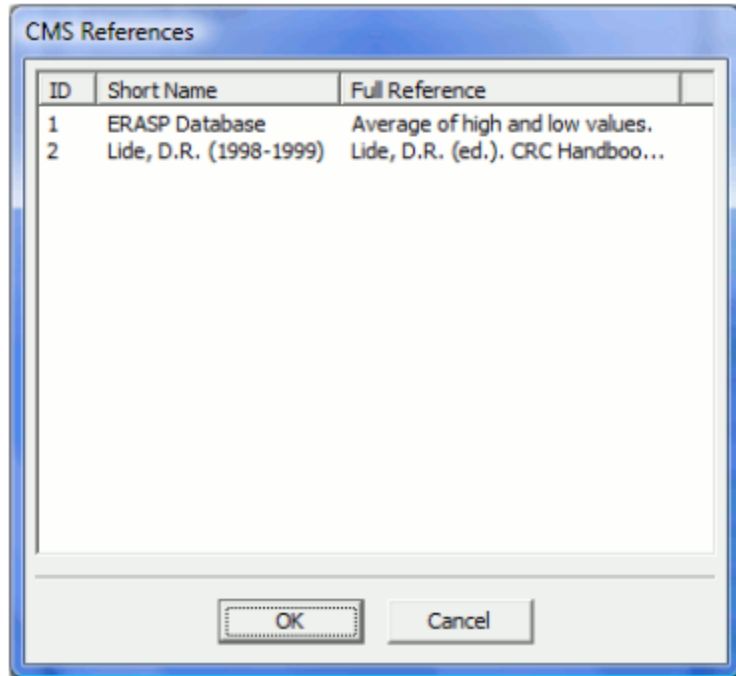 CMS References
ID Short Name Full Reference
1 ERASP Database Average of high and low values.
2 Lide, D.R. (1998-1999) Lide, D.R. (ed.). CRC Handboo...
OK Cancel